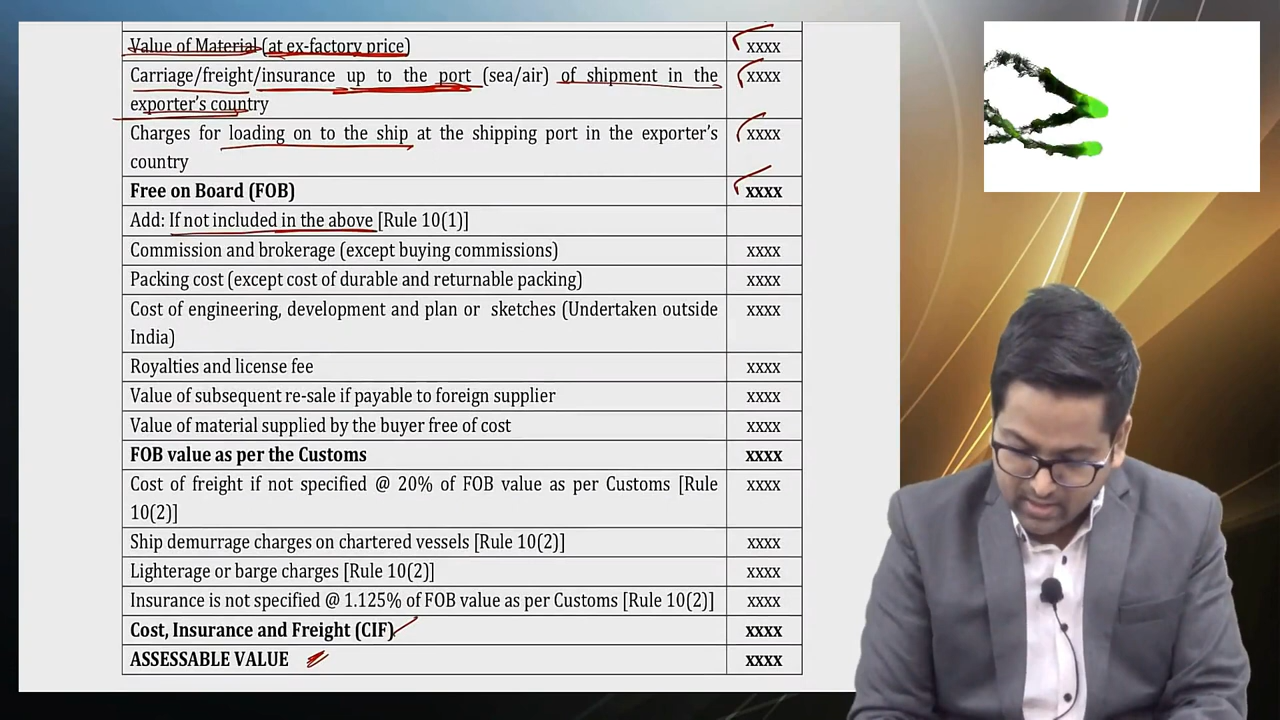 Value of Material (at ex-factory price) xxxx
Carriage/freight/insurance up to the port (sea/air) of shipment in the xxxx
exporter's country
Charges for loading on to the ship at the shipping port in the exporter's xxxx
country
Free on Board (FOB) xxxx
Add: If not included in the above [Rule 10(1)]
Commission and brokerage (except buying commissions) xxxx
Packing cost (except cost of durable and returnable packing) xxxx
Cost of engineering, development and plan or sketches (Undertaken outside xxxx
India)
Royalties and license fee xxxx
Value of subsequent re-sale if payable to foreign supplier xxxx
Value of material supplied by the buyer free of cost xxxx
FOB value as per the Customs xxxx
Cost of freight if not specified @ 20% of FOB value as per Customs [Rule xxxx
10(2)]
Ship demurrage charges on chartered vessels [Rule 10(2)] xxxx
Lighterage or barge charges [Rule 10(2)] xxxx
Insurance is not specified @ 1.125% of FOB value as per Customs [Rule 10(2)] xxxx
Cost, Insurance and Freight (CIF) xxxx
ASSESSABLE VALUE xxxx